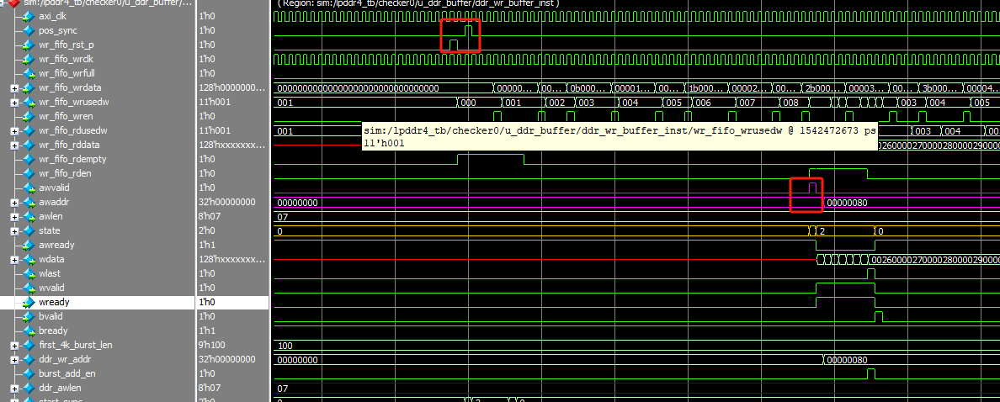 sim:/lpddr4_tb/checker0/u_ddr_buffer/... 1'h0 ( Region: sim:/lpddr4_tb/checker0/u_ddr_buffer/ddr_wr_buffer_inst )
axi_clk 1'h0
pos_sync 1'h0
wr_fifo_rst_p 1'h0
wr_fifo_wrclk 1'h0
wr_fifo_wrfull 1'h0
wr_fifo_wrdata 128'h0000000... 00000000000000000000000000000000 00000... 00... 0b000... 00001... 00... 1b000... 00002... 00... 2b000... 00003... 00... 3b000... 00004...
wr_fifo_wrusedw 11'h001 001 000 001 002 003 004 005 006 007 008 003 004 005
wr_fifo_wren 1'h0
wr_fifo_rdusedw 11'h001 001 003 004 00
sim:/lpddr4_tb/checker0/u_ddr_buffer/ddr_wr_buffer_inst/wr_fifo_wrusedw @ 1542472673 ps
11'h001
wr_fifo_rddata 128'hxxxxxxx... 002600002700002800002900
wr_fifo_rdempty 1'h0
wr_fifo_rden 1'h0
awvalid 1'h0
awaddr 32'h00000000 00000000 00000080
awlen 8'h07 07
state 2'h0 0 2 0
awready 1'h1
wdata 128'hxxxxxxx... 0026000027000028000029000
wlast 1'h0
wvalid 1'h0
wready 1'h0
bvalid 1'h0
bready 1'h1
first_4k_burst_len 9'h100 100
ddr_wr_addr 32'h00000000 00000000 00000080
burst_add_en 1'h0
ddr_awlen 8'h07 07